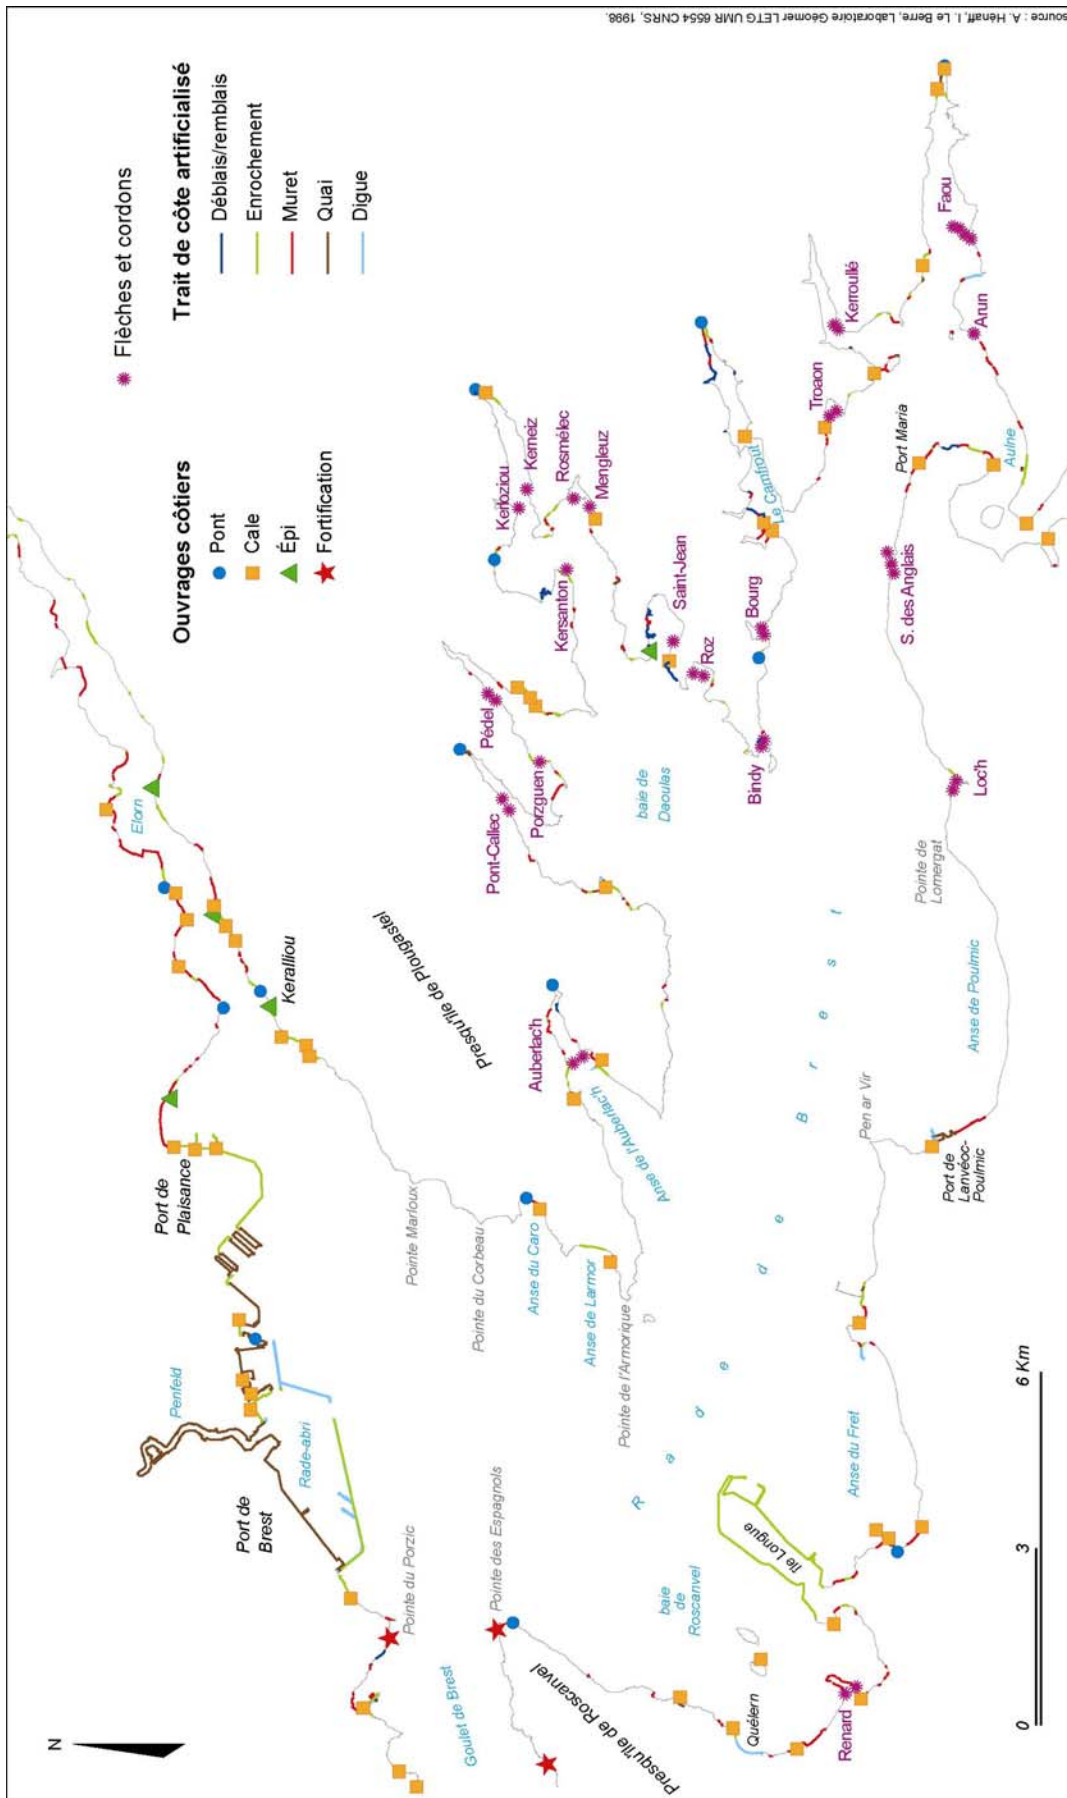 N
Flèches et cordons
Ouvrages côtiers
Pont
Cale
Épi
Fortification
Trait de côte artificialisé
Déblais/remblais
Enrochement
Muret
Quai
Digue
Penfeld
Port de
Brest
Rade-abri
Port de
Plaisance
Elorn
Keralliou
Pointe du Porzic
Goulet de Brest
Pointe des Espagnols
Presqu'île de Roscanvel
Pointe Marloux
Pointe du Corbeau
Anse du Caro
Anse de Larmor
Pointe de l'Armorique
Presqu'île de Plougastel
Auberlac'h
Anse de l'Auberlac'h
Pont-Callec
Pédel
Porzguen
Kersanton
Kerloziou
Kerneiz
Rosmélec
Mengleuz
Saint-Jean
Roz
baie de
Daoulas
Bindy
Bourg
Le Camfrout
Troaon
Kerroullé
Faou
Arun
Port Maria
Aulne
S. des Anglais
Loc'h
Pointe de
Lomergat
Anse de Poulmic
Rade de Brest
Pen ar Vir
Port de
Lanvéoc-
Poulmic
Anse du Fret
Île Longue
baie
de
Roscanvel
Quélern
Renard
0 3 6 Km
source : A. Hénaff, I. Le Berre, Laboratoire Géomer LETG UMR 6554 CNRS, 1998.